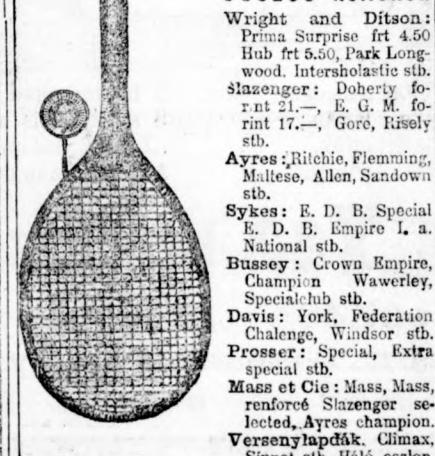 Wright and Ditson:
Prima Surprise frt 4.50
Hub frt 5.50, Park Long-
wood. Intersholastic stb.
Slazenger: Doherty fo-
rint 21.—, E. G. M. fo-
rint 17.—, Gore, Risely
stb.
Ayres: Ritchie, Flemming,
Maltese, Allen, Sandown
stb.
Sykes: E. D. B. Special
E. D. B. Empire I. a.
National stb.
Bussey: Crown Empire,
Champion Wawerley,
Specialclub stb.
Davis: York, Federation
Chalenge, Windsor stb.
Prosser: Special, Extra
special stb.
Mass et Cie: Mass, Mass,
renforcé Slazenger se-
lected, Ayres champion.
Versenylapdák. Climax,